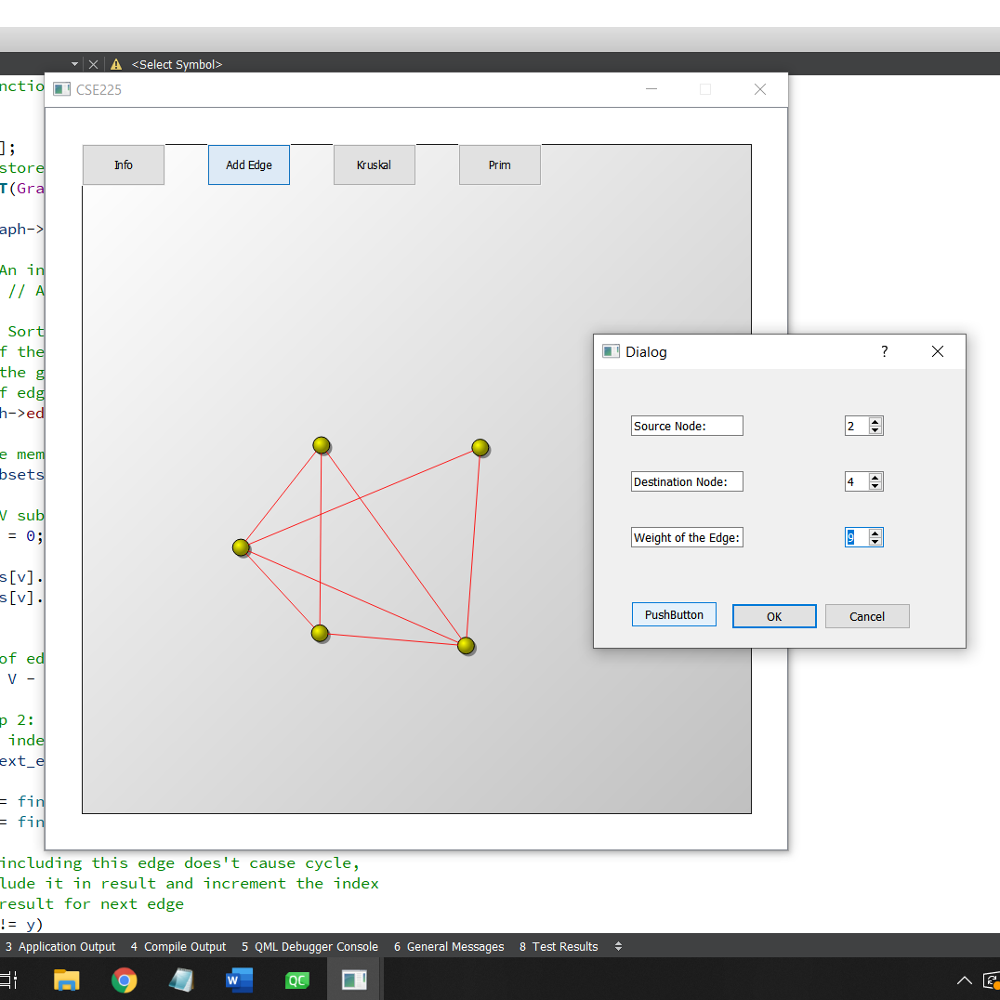 <Select Symbol>
nctio
CSE225
Info
Add Edge
Kruskal
Prim
];
store
T(Gra
aph->
An in
// A
Sort
f the
the g
f edg
h->ed
e mem
bsets
V sub
= 0;
s[v].
s[v].
of ed
V -
p 2:
inde
ext_e
= fin
= fin
Dialog
?
Source Node:
2
Destination Node:
4
Weight of the Edge:
9
PushButton
OK
Cancel
including this edge does't cause cycle,
lude it in result and increment the index
result for next edge
!= y)
3 Application Output 4 Compile Output 5 QML Debugger Console 6 General Messages 8 Test Results
W
QC